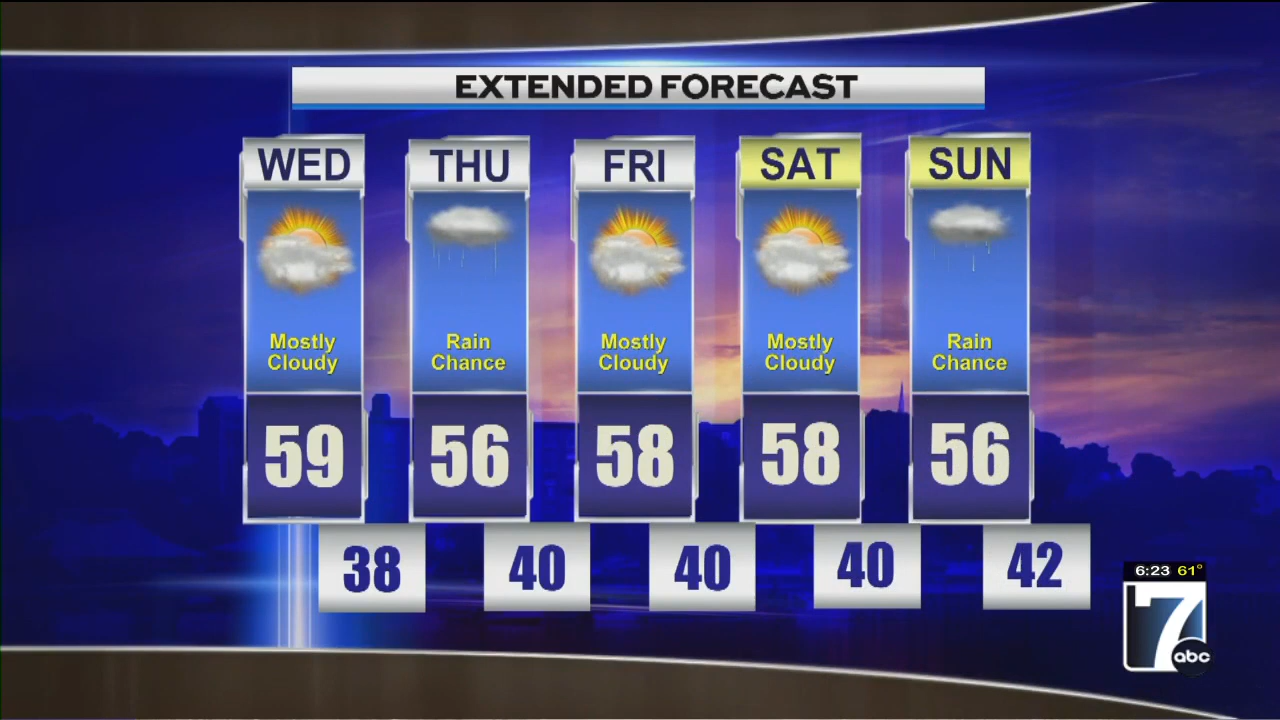 EXTENDED FORECAST
WED THU FRI SAT SUN
Mostly Rain Mostly Mostly Rain
Cloudy Chance Cloudy Cloudy Chance
59 56 58 58 56
38 40 40 40 42
6:23 61°
7
abc